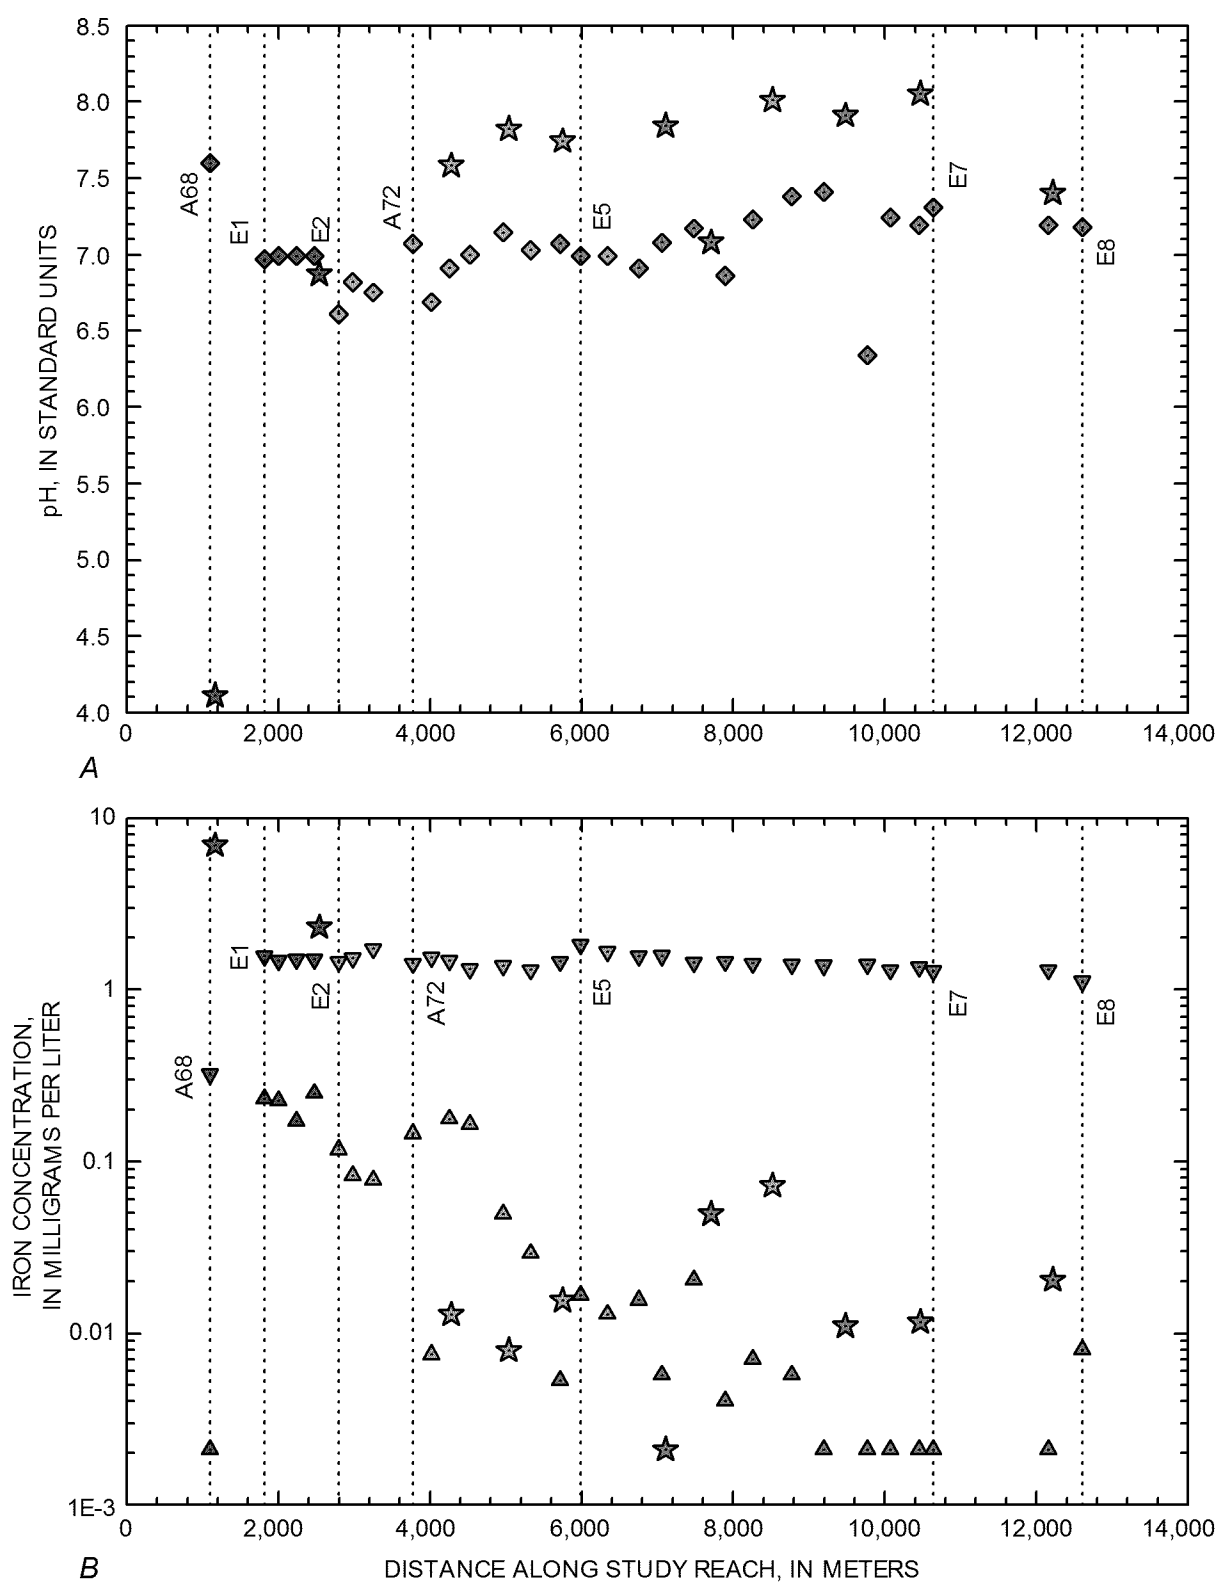 8.5
8.0
7.5
7.0
6.5
6.0
5.5
5.0
4.5
4.0
pH, IN STANDARD UNITS
A68
E1
E2
A72
E5
E7
E8
0 2,000 4,000 6,000 8,000 10,000 12,000 14,000
A
10
1
0.1
0.01
1E-3
IRON CONCENTRATION,
IN MILLIGRAMS PER LITER
A68
E1
E2
A72
E5
E7
E8
0 2,000 4,000 6,000 8,000 10,000 12,000 14,000
B DISTANCE ALONG STUDY REACH, IN METERS